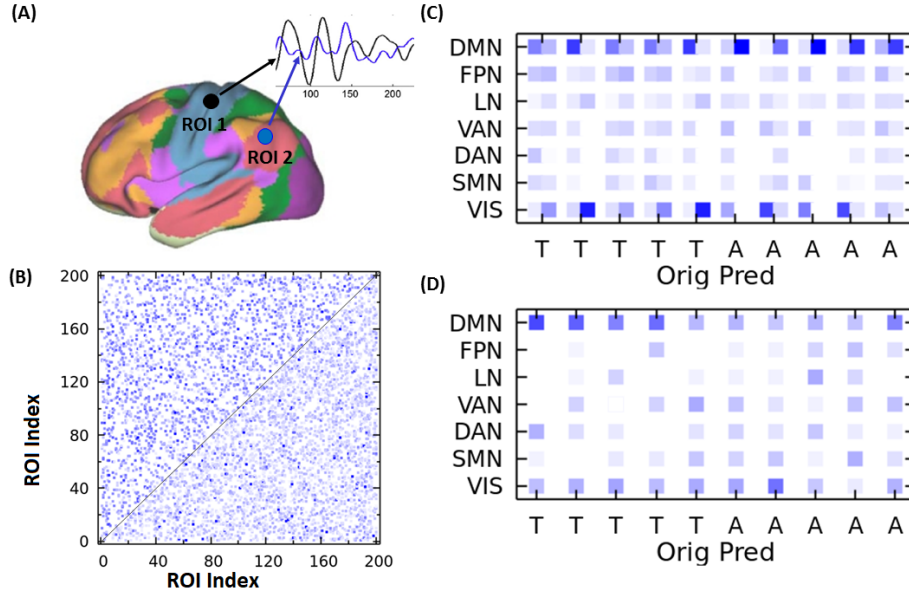 (A)
ROI 1
ROI 2
100 150 200
(B)
200
160
120
80
40
0
ROI Index
0 40 80 120 160 200
ROI Index
(C)
DMN
FPN
LN
VAN
DAN
SMN
VIS
T T T T T A A A A A
Orig Pred
(D)
DMN
FPN
LN
VAN
DAN
SMN
VIS
T T T T T A A A A A
Orig Pred